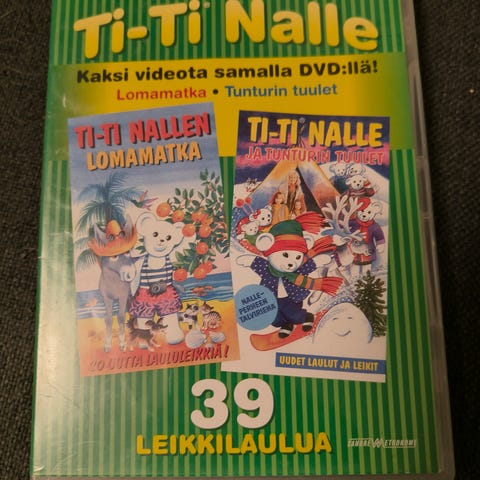 Ti-Ti® Nalle
Kaksi videota samalla DVD:llä!
Lomamatka • Tunturin tuulet
TI-TI NALLEN
LOMAMATKA
20 UUTTA LAULULEIKKIÄ!
TI-TI® NALLE
JA TUNTURIN TUULET
NALLE-
PERHEEN
TALVIRIEHA
UUDET LAULUT JA LEIKIT
39
LEIKKILAULUA